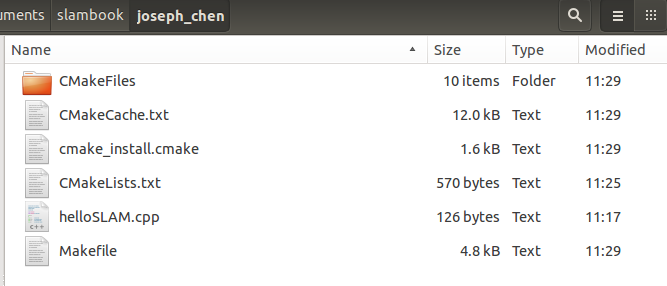 uments slambook joseph_chen
Name Size Type Modified
CMakeFiles 10 items Folder 11:29
CMakeCache.txt 12.0 kB Text 11:29
cmake_install.cmake 1.6 kB Text 11:29
CMakeLists.txt 570 bytes Text 11:25
helloSLAM.cpp 126 bytes Text 11:17
Makefile 4.8 kB Text 11:29